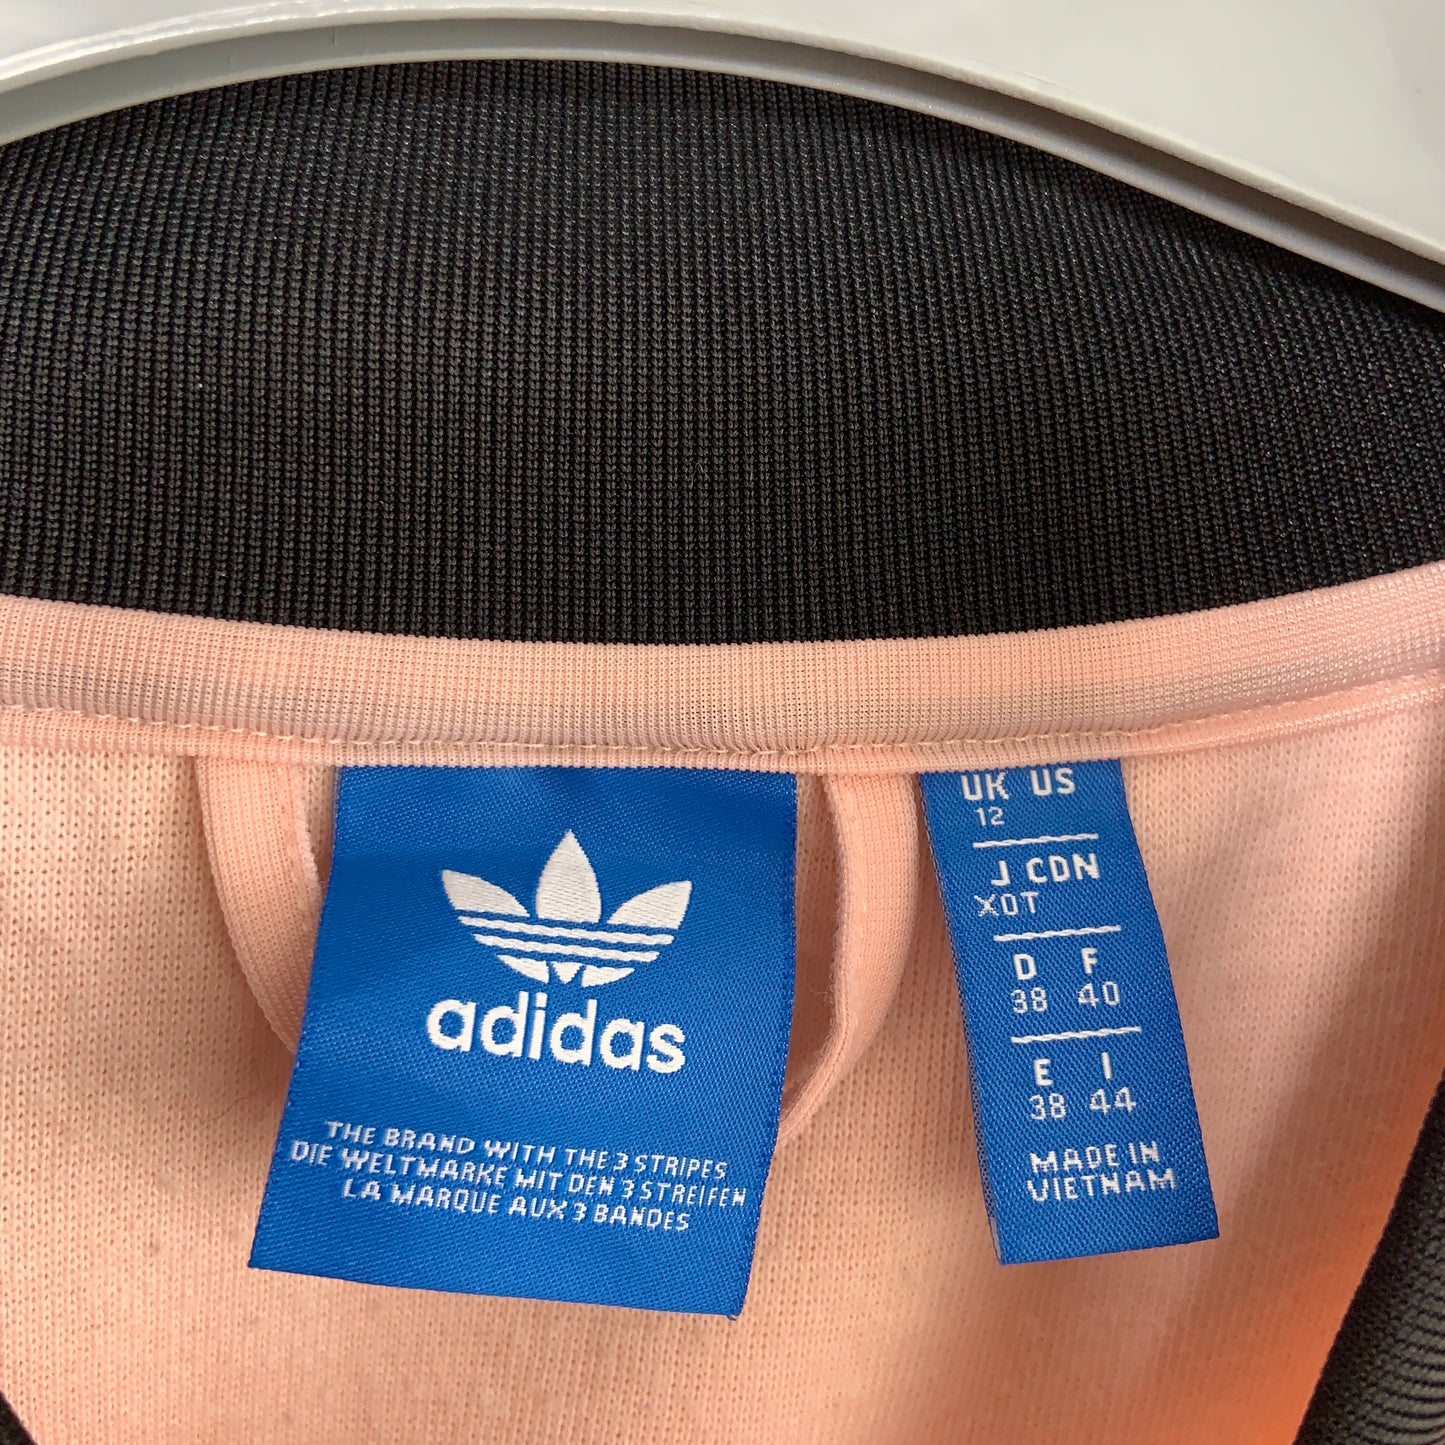 adidas
THE BRAND WITH THE 3 STRIPES
DIE WELTMARKE MIT DEN 3 STREIFEN
LA MARQUE AUX 3 BANDES
UK US
12
J CDN
XOT
D F
38 40
E I
38 44
MADE IN
VIETNAM